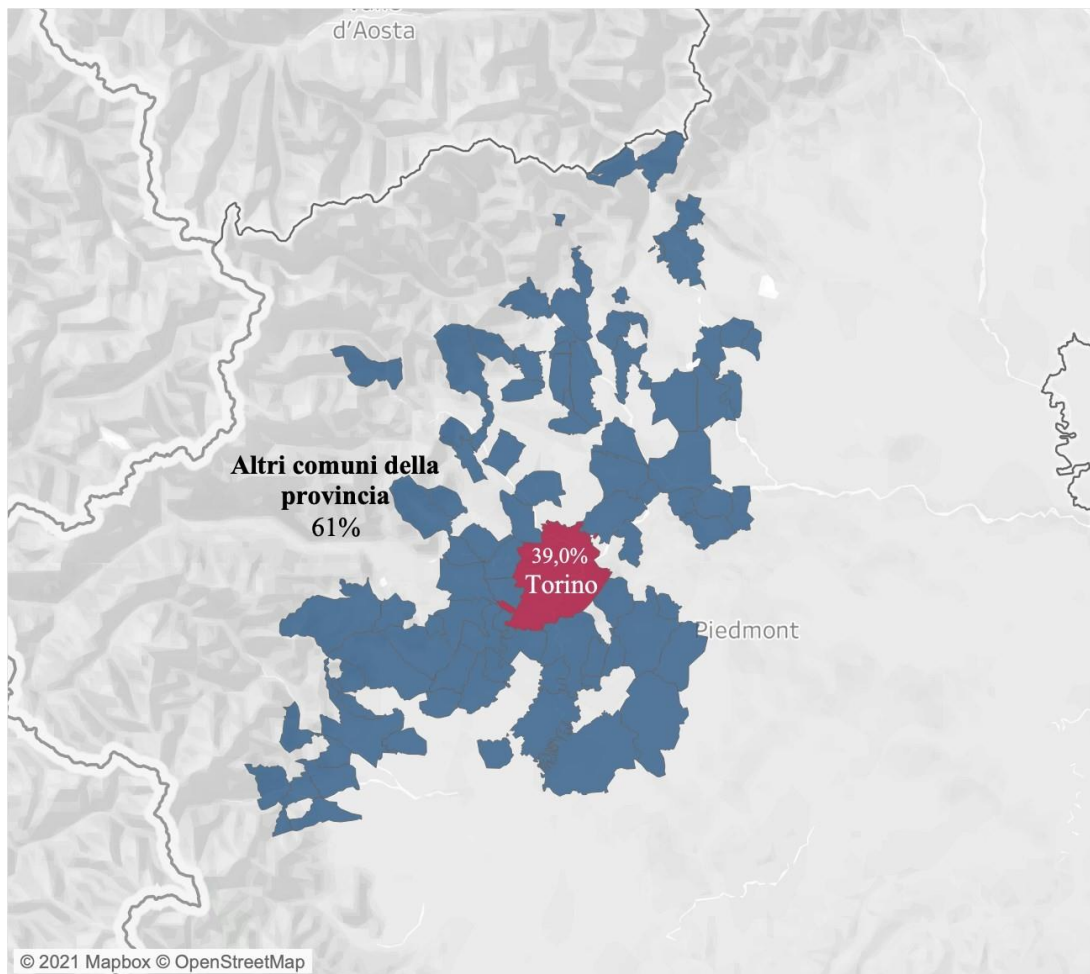 d'Aosta
Altri comuni della
provincia
61%
39,0%
Torino
Piedmont
© 2021 Mapbox © OpenStreetMap